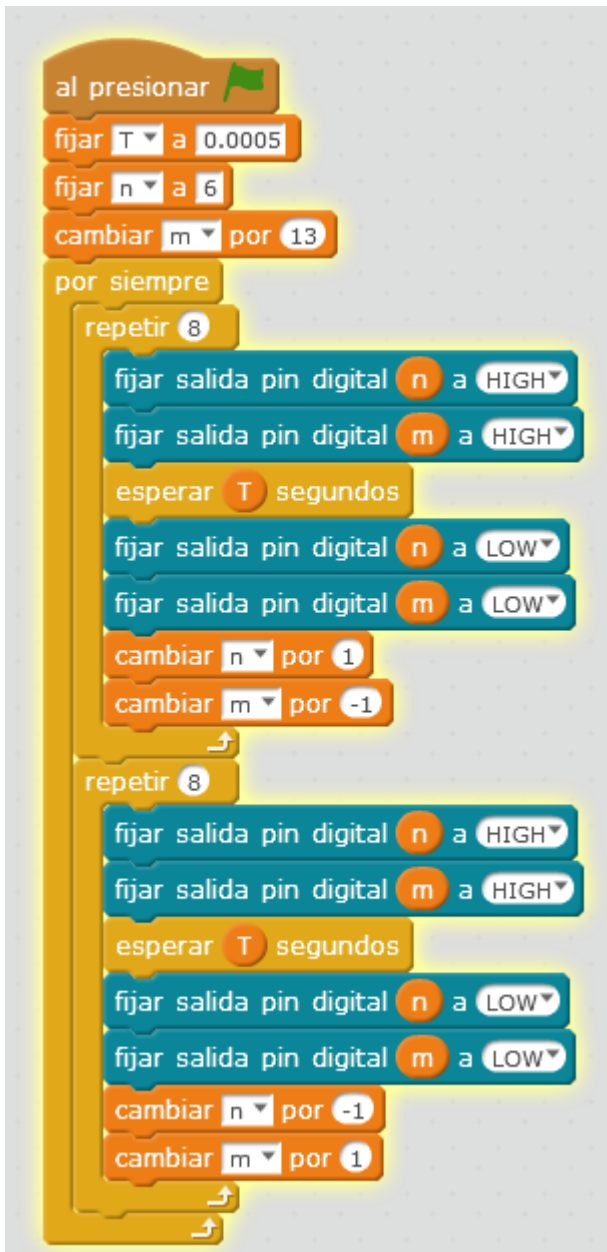 al presionar
fijar T a 0.0005
fijar n a 6
cambiar m por 13
por siempre
repetir 8
fijar salida pin digital n a HIGH
fijar salida pin digital m a HIGH
esperar T segundos
fijar salida pin digital n a LOW
fijar salida pin digital m a LOW
cambiar n por 1
cambiar m por -1
repetir 8
fijar salida pin digital n a HIGH
fijar salida pin digital m a HIGH
esperar T segundos
fijar salida pin digital n a LOW
fijar salida pin digital m a LOW
cambiar n por -1
cambiar m por 1